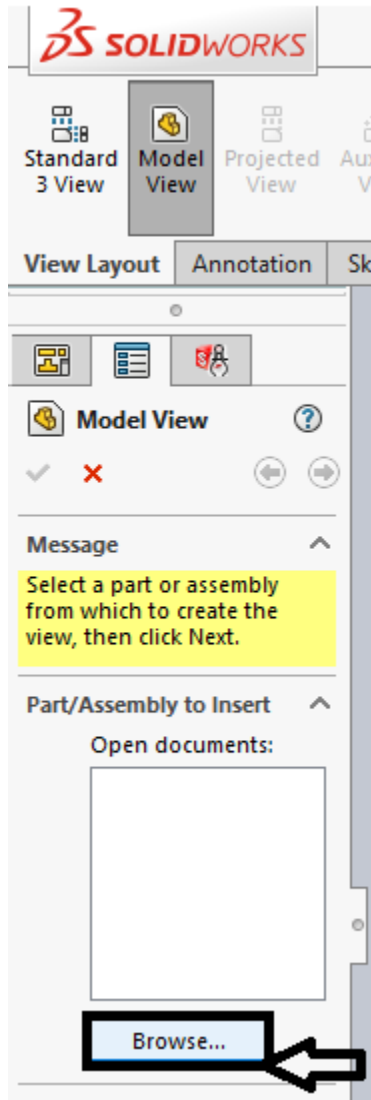 3S SOLIDWORKS
Standard
3 View
Model
View
Projected
View
View Layout
Annotation
Model View
?
Message
Select a part or assembly
from which to create the
view, then click Next.
Part/Assembly to Insert
Open documents:
Browse...